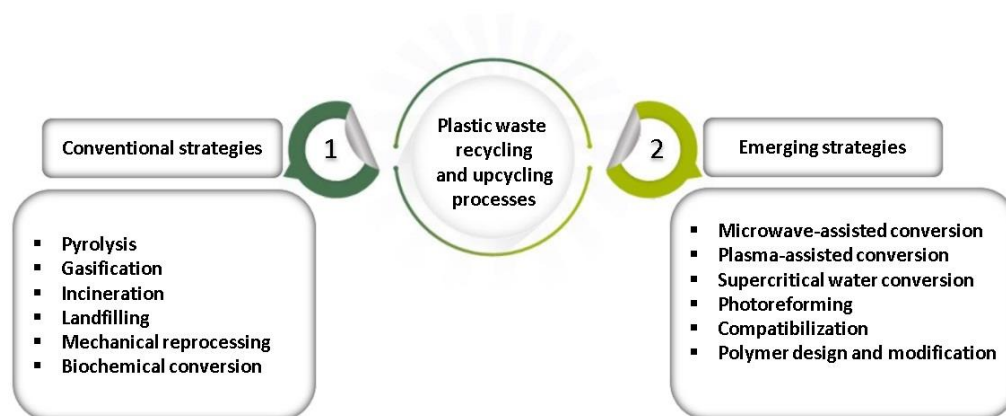 Plastic waste
recycling
and upcycling
processes
1
Conventional strategies
▪ Pyrolysis
▪ Gasification
▪ Incineration
▪ Landfilling
▪ Mechanical reprocessing
▪ Biochemical conversion
2
Emerging strategies
▪ Microwave-assisted conversion
▪ Plasma-assisted conversion
▪ Supercritical water conversion
▪ Photoreforming
▪ Compatibilization
▪ Polymer design and modification